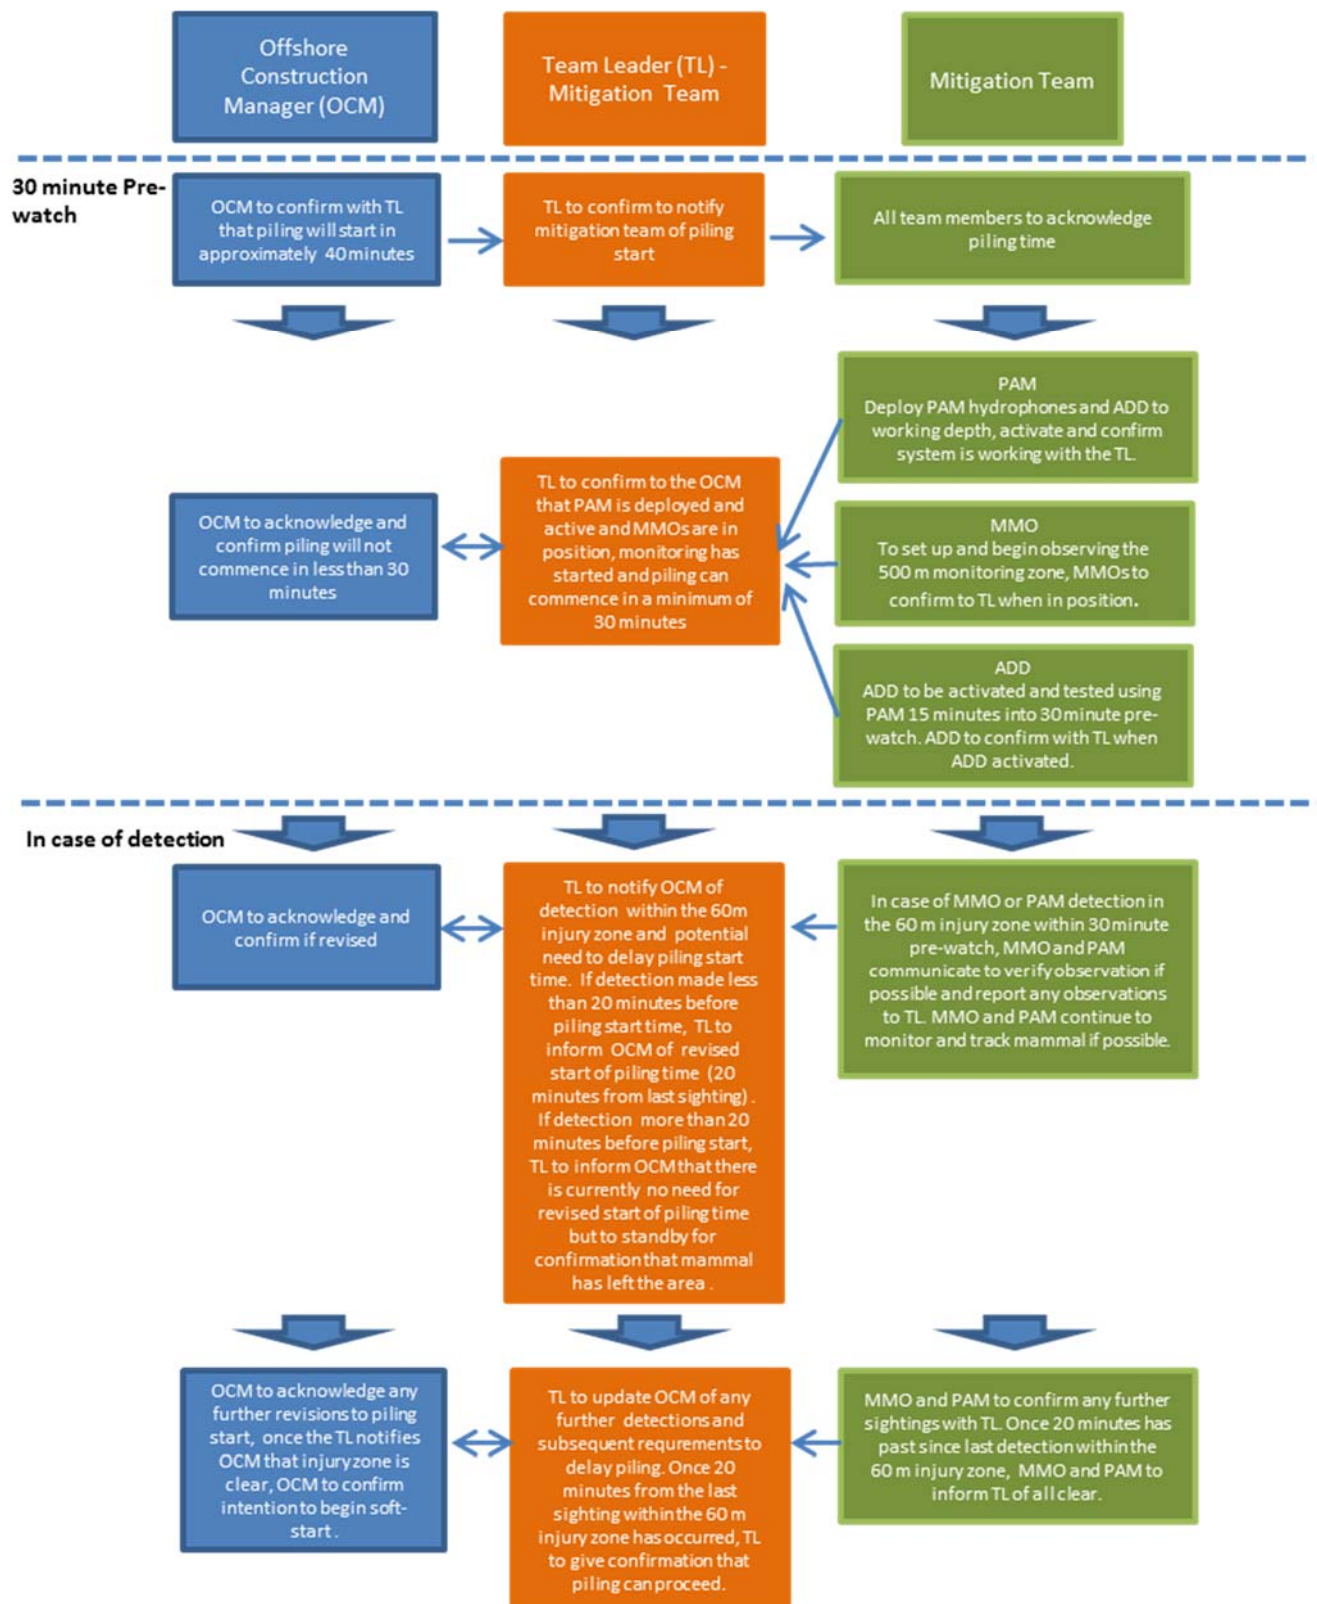 Offshore
Construction
Manager (OCM)
Team Leader (TL) -
Mitigation Team
Mitigation Team
30 minute Pre-
watch
OCM to confirm with TL
that piling will start in
approximately 40 minutes
TL to confirm to notify
mitigation team of piling
start
All team members to acknowledge
piling time
PAM
Deploy PAM hydrophones and ADD to
working depth, activate and confirm
system is working with the TL.
OCM to acknowledge and
confirm piling will not
commence in less than 30
minutes
TL to confirm to the OCM
that PAM is deployed and
active and MMOs are in
position, monitoring has
started and piling can
commence in a minimum of
30 minutes
MMO
To set up and begin observing the
500 m monitoring zone, MMOs to
confirm to TL when in position.
ADD
ADD to be activated and tested using
PAM 15 minutes into 30 minute pre-
watch. ADD to confirm with TL when
ADD activated.
In case of detection
OCM to acknowledge and
confirm if revised
TL to notify OCM of
detection within the 60m
injury zone and potential
need to delay piling start
time. If detection made less
than 20 minutes before
piling start time, TL to
inform OCM of revised
start of piling time (20
minutes from last sighting) .
If detection more than 20
minutes before piling start,
TL to inform OCM that there
is currently no need for
revised start of piling time
but to standby for
confirmation that mammal
has left the area .
In case of MMO or PAM detection in
the 60 m injury zone within 30 minute
pre-watch, MMO and PAM
communicate to verify observation if
possible and report any observations
to TL. MMO and PAM continue to
monitor and track mammal if possible.
OCM to acknowledge any
further revisions to piling
start, once the TL notifies
OCM that injury zone is
clear, OCM to confirm
intention to begin soft-
start .
TL to update OCM of any
further detections and
subsequent requrements to
delay piling. Once 20
minutes from the last
sighting within the 60 m
injury zone has occurred, TL
to give confirmation that
piling can proceed.
MMO and PAM to confirm any further
sightings with TL. Once 20 minutes has
past since last detection within the
60 m injury zone, MMO and PAM to
inform TL of all clear.